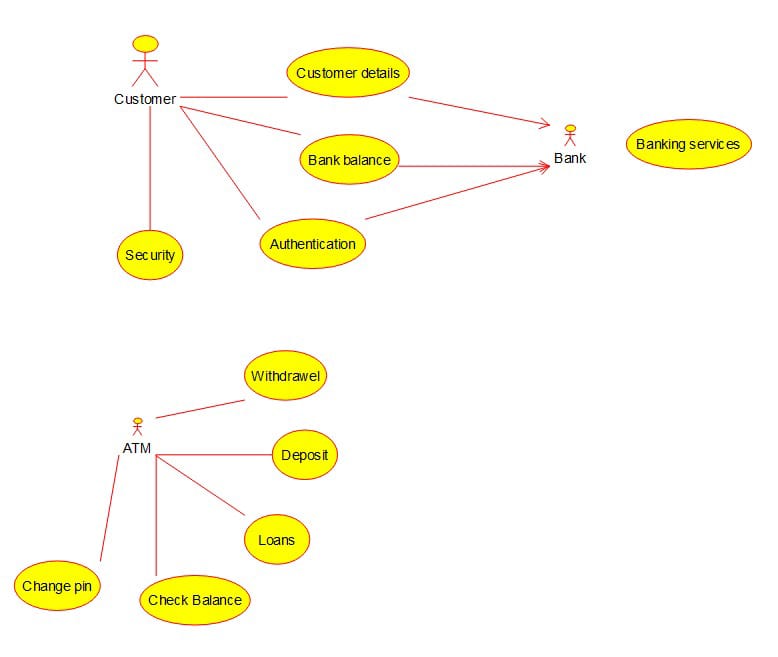 Customer details
Customer
Bank balance
Bank
Banking services
Authentication
Security
Withdrawel
ATM
Deposit
Loans
Change pin
Check Balance